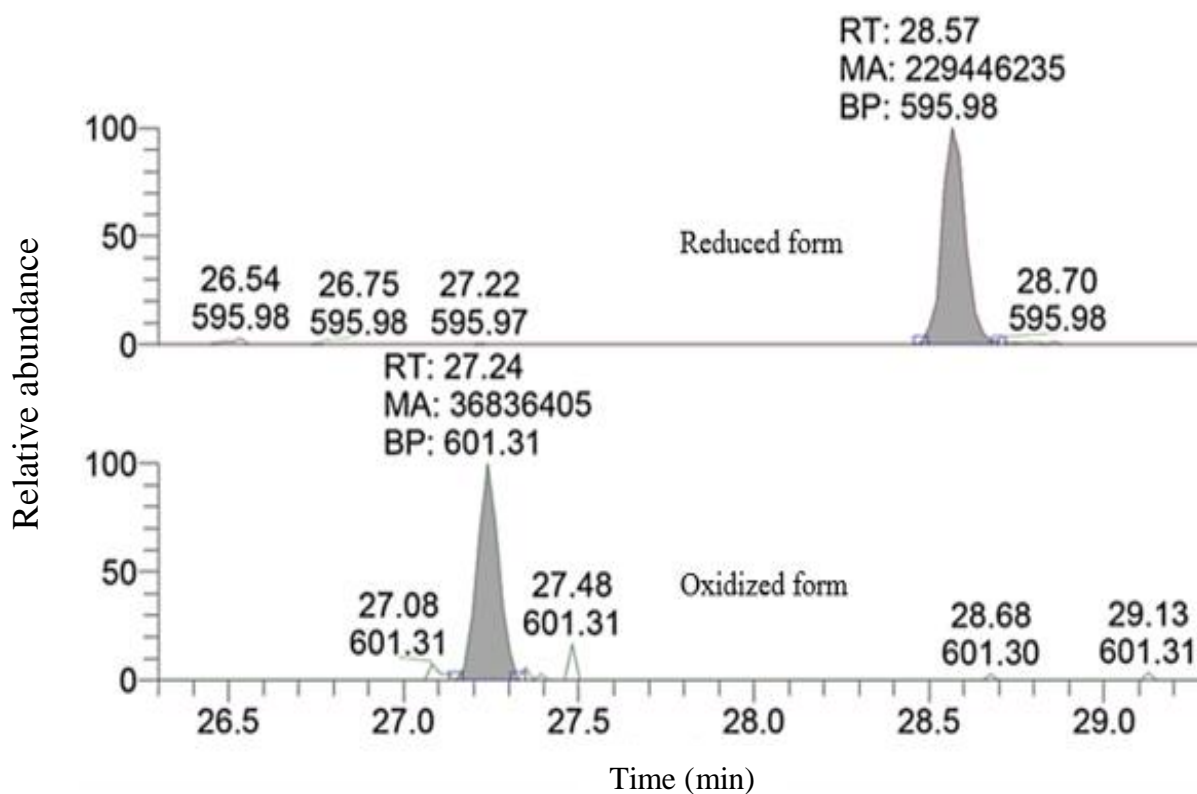 RT: 28.57
MA: 229446235
BP: 595.98
100
50
0
26.54
595.98
26.75
595.98
27.22
595.97
Reduced form
28.70
595.98
RT: 27.24
MA: 36836405
BP: 601.31
100
50
0
27.08
601.31
27.48
601.31
Oxidized form
28.68
601.30
29.13
601.31
26.5
27.0
27.5
28.0
28.5
29.0
Time (min)
Relative abundance